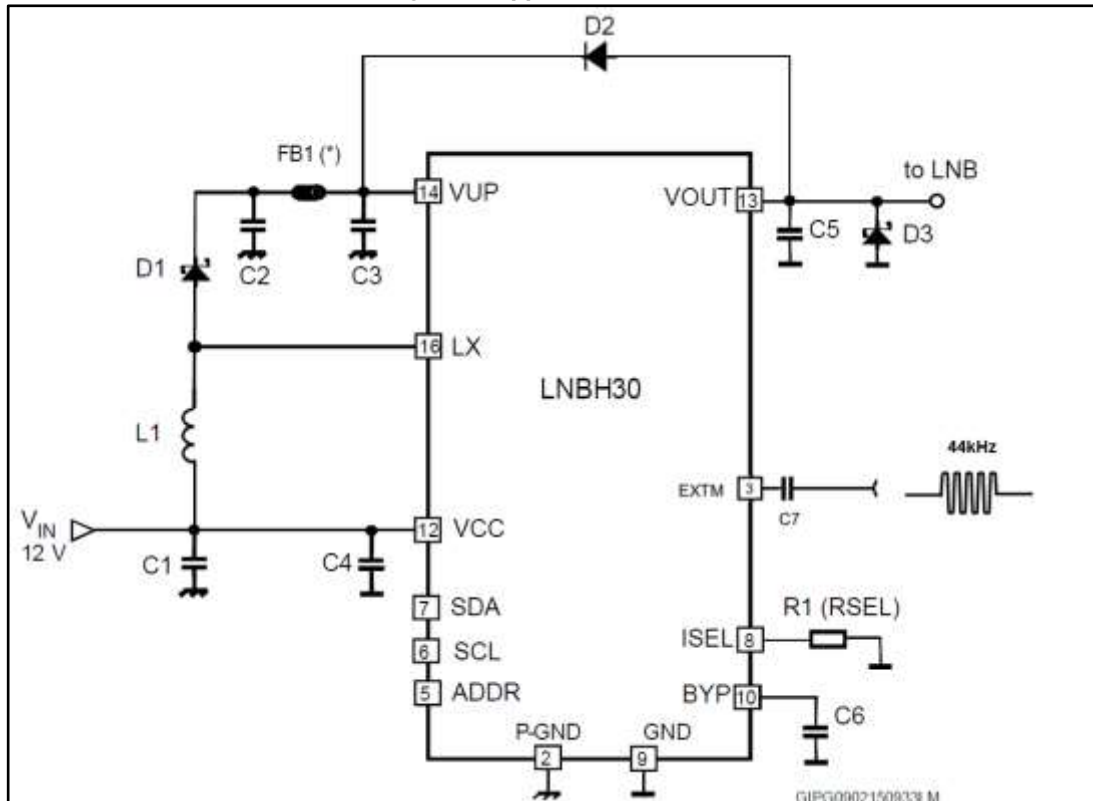 D2
FB1 (*)
14 VUP
VOUT 13
to LNB
C5
D3
D1
C2
C3
16 LX
LNBH30
L1
44kHz
EXTM 3
C7
VIN
12 V
12 VCC
C1
C4
7 SDA
R1 (RSEL)
6 SCL
ISEL 8
5 ADDR
BYP 10
C6
P-GND
GND
2
9
GIPG0902150933LM